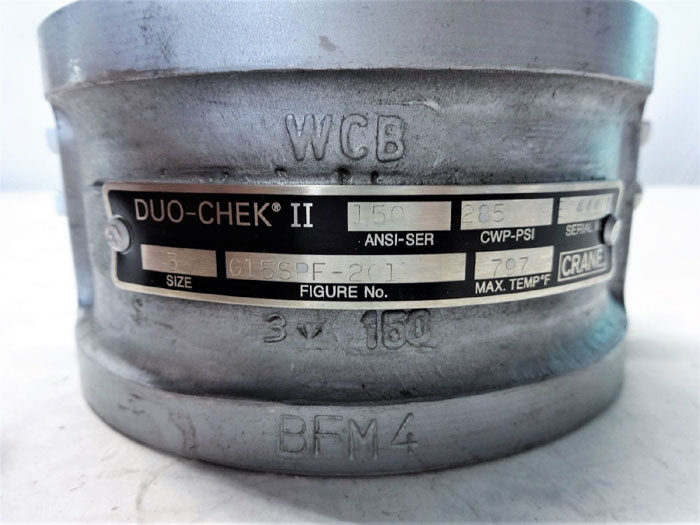 WCB
DUO-CHEK® II 150 285
ANSI-SER CWP-PSI SERIAL
3 797 CRANE
SIZE FIGURE No. MAX. TEMP°F
3 150
BFM4